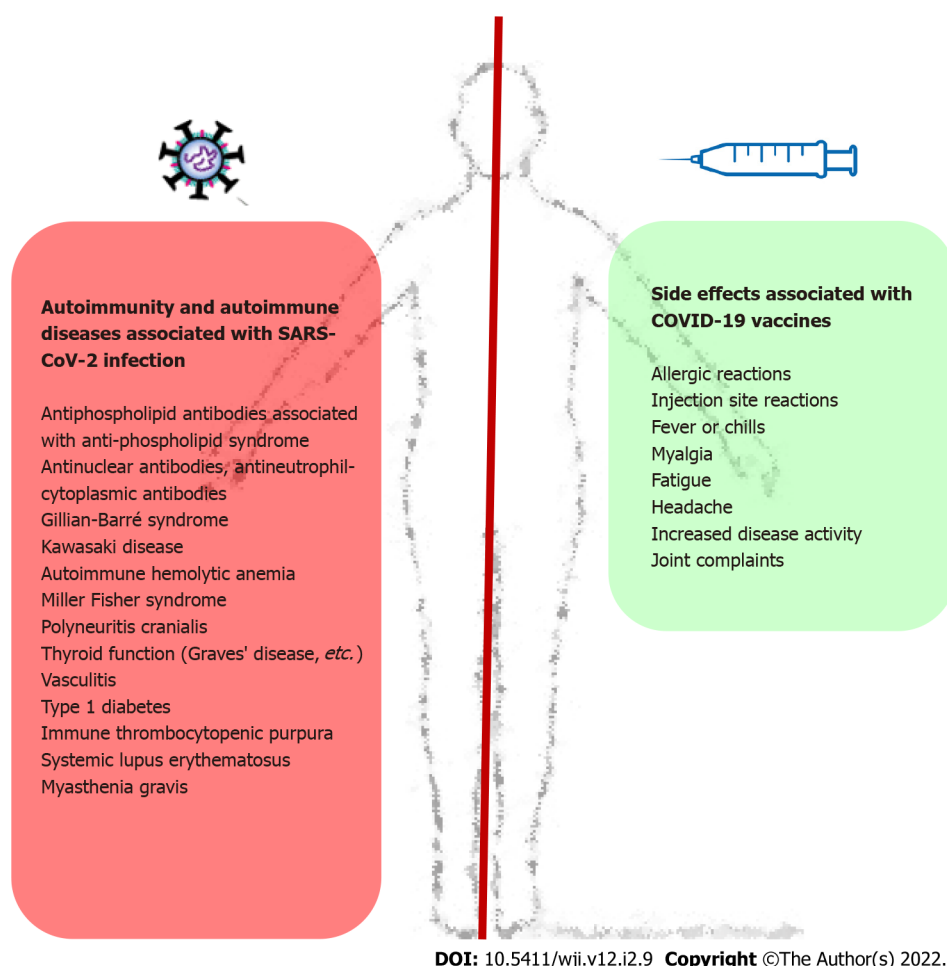 Autoimmunity and autoimmune
diseases associated with SARS-
CoV-2 infection
Antiphospholipid antibodies associated
with anti-phospholipid syndrome
Antinuclear antibodies, antineutrophil-
cytoplasmic antibodies
Gillian-Barré syndrome
Kawasaki disease
Autoimmune hemolytic anemia
Miller Fisher syndrome
Polyneuritis cranialis
Thyroid function (Graves' disease, etc.)
Vasculitis
Type 1 diabetes
Immune thrombocytopenic purpura
Systemic lupus erythematosus
Myasthenia gravis
Side effects associated with
COVID-19 vaccines
Allergic reactions
Injection site reactions
Fever or chills
Myalgia
Fatigue
Headache
Increased disease activity
Joint complaints
DOI: 10.5411/wji.v12.i2.9 Copyright ©The Author(s) 2022.